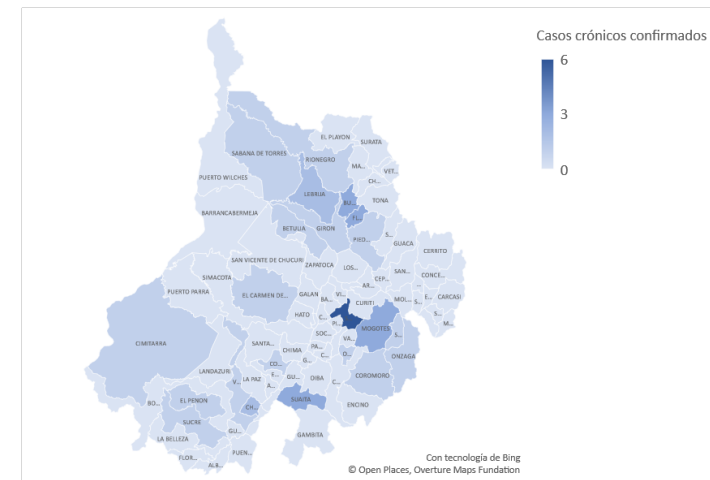 Casos crónicos confirmados
6
3
0
EL PLAYON
SURATA
SABANA DE TORRES
RIONEGRO
MA...
VET...
CH...
PUERTO WILCHES
LEBRIJA
BU...
TONA
BARRANCABERMEJA
FL...
BETULIA
GIRON
PIED...
S...
GUACA
CERRITO
SAN VICENTE DE CHUCURI
ZAPATOCA
LOS...
SAN...
CONCE...
SIMACOTA
CEP...
...
AR...
PUERTO PARRA
EL CARMEN DE...
GALAN
VI...
BA...
CURITI
MOL...
S...
E...
CARCASI
HATO
C...
PI...
S...
M...
SOC...
MOGOTES
S...
CIMITARRA
SANTA...
CHIMA
PA...
VA...
G...
C...
O...
ONZAGA
LANDAZURI
CO...
V...
LA PAZ
E...
GU...
OIBA
C...
COROMORO
A...
BO...
EL PENON
CH...
SUAITA
ENCINO
SUCRE
GU...
LA BELLEZA
GAMBITA
FLOR...
ALB...
PUEN...
Con tecnología de Bing
© Open Places, Overture Maps Fundation